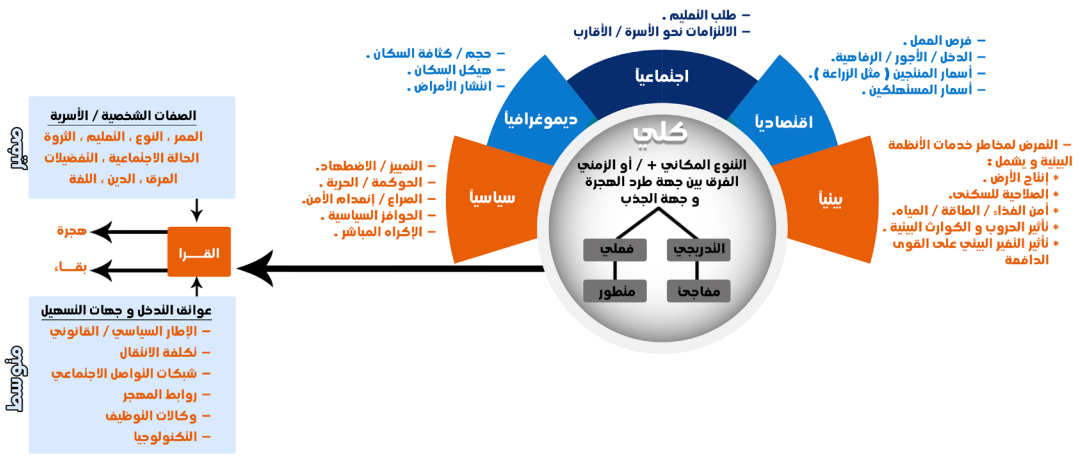 – طلب التعليم .
– الالتزامات نحو الأسرة / الأقارب
– فرص العمل .
– الدخل / الأجور / الرفاهية.
– أسعار المنتجين ( مثل الزراعة ).
– أسعار المستهلكين .
– حجم / كثافة السكان .
– هيكل السكان .
– انتشار الأمراض .
اجتماعياً
اقتصادياً
ديموغرافياً
بيئياً
سياسياً
– التعرض لمخاطر خدمات الأنظمة
البيئية و يشمل :
* إنتاج الأرض .
* الصلاحية للسكنى.
* أمن الغذاء / الطاقة / المياه.
* تأثير الحروب و الكوارث البيئية .
* تأثير التغير البيئي على القوى
الدافعة
– التمييز / الاضطهاد.
– الحوكمة / الحرية .
– الصراع / إنعدام الأمن.
– الحوافز السياسية .
– الإكراه المباشر .
كلي
التنوع المكاني + / أو الزمني
الفرق بين جهة طرد الهجرة
و جهة الجذب
التدريجي
فعلي
مفاجئ
متطور
صغير
الصفات الشخصية / الأسرية
العمر ، النوع ، التعليم ، الثروة
الحالة الاجتماعية ، التفضيلات
العرق ، الدين ، اللغة
القـــرا
هجرة
بقــاء
متوسط
عوائق التدخل و جهات التسهيل
– الإطار السياسي / القانوني
– تكلفة الانتقال
– شبكات التواصل الاجتماعي
– روابط المهجر
– وكالات التوظيف
– التكنولوجيا